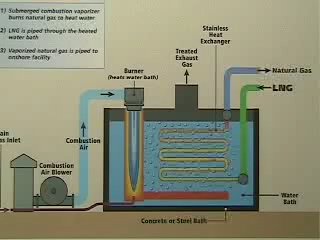 1) Submerged combustion vaporizer
burns natural gas to heat water
2) LNG is piped through the heated
water bath
3) Vaporized natural gas is piped to
onshore facility
Stainless
Heat
Exchanger
Treated
Exhaust
Gas
Burner
(heats water bath)
Natural Gas
LNG
Combustion
Air
Inlet
Combustion
Air Blower
Water
Bath
Concrete or Steel Bath